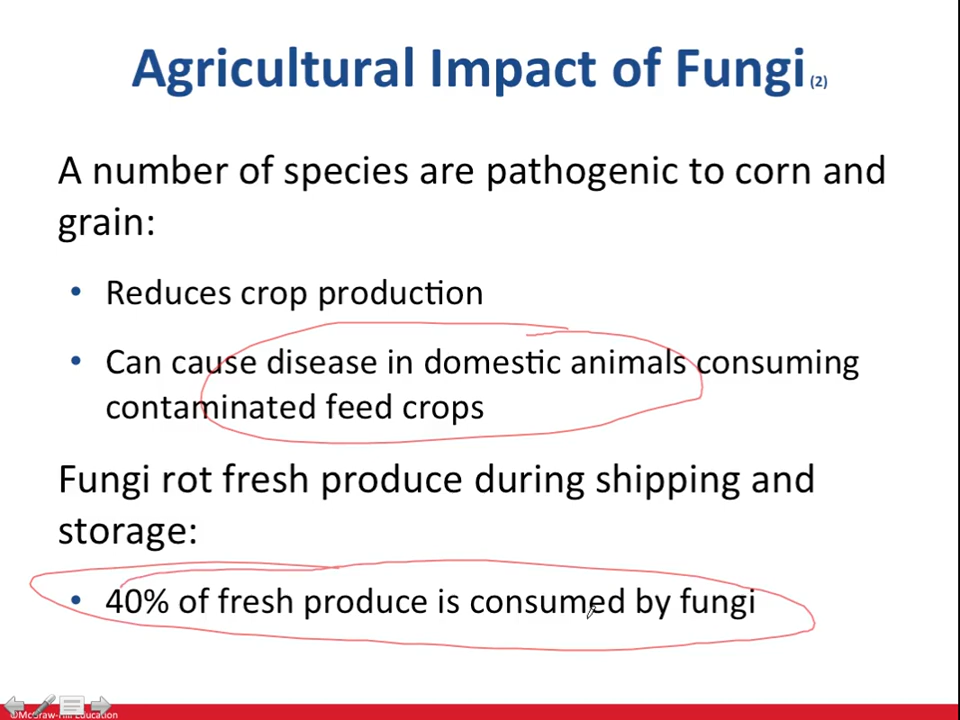 Agricultural Impact of Fungi (2)
A number of species are pathogenic to corn and
grain:
• Reduces crop production
• Can cause disease in domestic animals consuming
contaminated feed crops
Fungi rot fresh produce during shipping and
storage:
• 40% of fresh produce is consumed by fungi
©McGraw-Hill Education